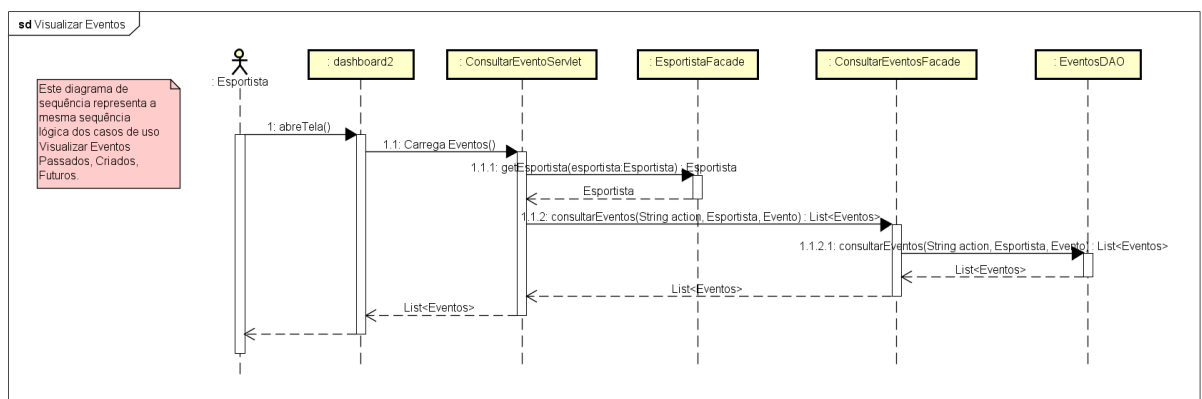 sd Visualizar Eventos
: Esportista
: dashboard2
: ConsultarEventoServlet
: EsportistaFacade
: ConsultarEventosFacade
: EventosDAO
Este diagrama de
sequência representa a
mesma sequência
lógica dos casos de uso
Visualizar Eventos
Passados, Criados,
Futuros.
1: abreTela()
1.1: Carrega Eventos()
1.1.1: getEsportista(esportista:Esportista) : Esportista
Esportista
1.1.2: consultarEventos(String action, Esportista, Evento) : List<Eventos>
1.1.2.1: consultarEventos(String action, Esportista, Evento) : List<Eventos>
List<Eventos>
List<Eventos>
List<Eventos>